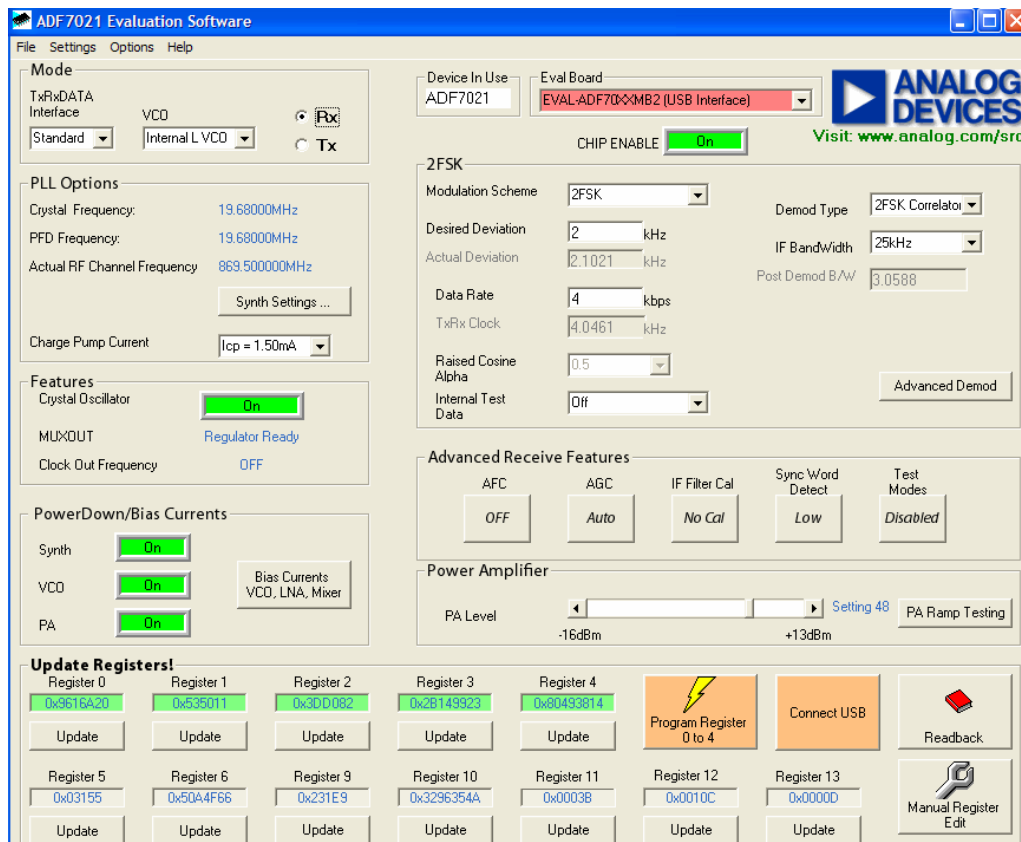 ADF7021 Evaluation Software
File Settings Options Help
Mode
TxRxDATA
Interface
VCO
Standard
Internal L VCO
Rx
Tx
Device In Use
ADF7021
Eval Board
EVAL-ADF70XXMB2 (USB Interface)
CHIP ENABLE
On
ANALOG
DEVICES
Visit: www.analog.com/src
PLL Options
Crystal Frequency: 19.68000MHz
PFD Frequency: 19.68000MHz
Actual RF Channel Frequency 869.500000MHz
Synth Settings ...
Charge Pump Current Icp = 1.50mA
2FSK
Modulation Scheme 2FSK
Desired Deviation 2 kHz
Actual Deviation 2.1021 kHz
Data Rate 4 kbps
TxRx Clock 4.0461 kHz
Raised Cosine
Alpha
0.5
Internal Test
Data
Off
Demod Type 2FSK Correlator
IF BandWidth 25kHz
Post Demod B/W 3.0588
Advanced Demod
Features
Crystal Oscillator On
MUXOUT Regulator Ready
Clock Out Frequency OFF
Advanced Receive Features
AFC AGC IF Filter Cal Sync Word
Detect
Test
Modes
OFF Auto No Cal Low Disabled
PowerDown/Bias Currents
Synth On
VCO On
PA On
Bias Currents
VCO, LNA, Mixer
Power Amplifier
PA Level
-16dBm +13dBm
Setting 48
PA Ramp Testing
Update Registers!
Register 0 Register 1 Register 2 Register 3 Register 4
0x9616A20 0x535011 0x3DD082 0x2B149923 0x80493814
Update Update Update Update Update
Program Register
0 to 4
Connect USB
Readback
Register 5 Register 6 Register 9 Register 10 Register 11 Register 12 Register 13
0x03155 0x50A4F66 0x231E9 0x3296354A 0x0003B 0x0010C 0x0000D
Update Update Update Update Update Update Update
Manual Register
Edit